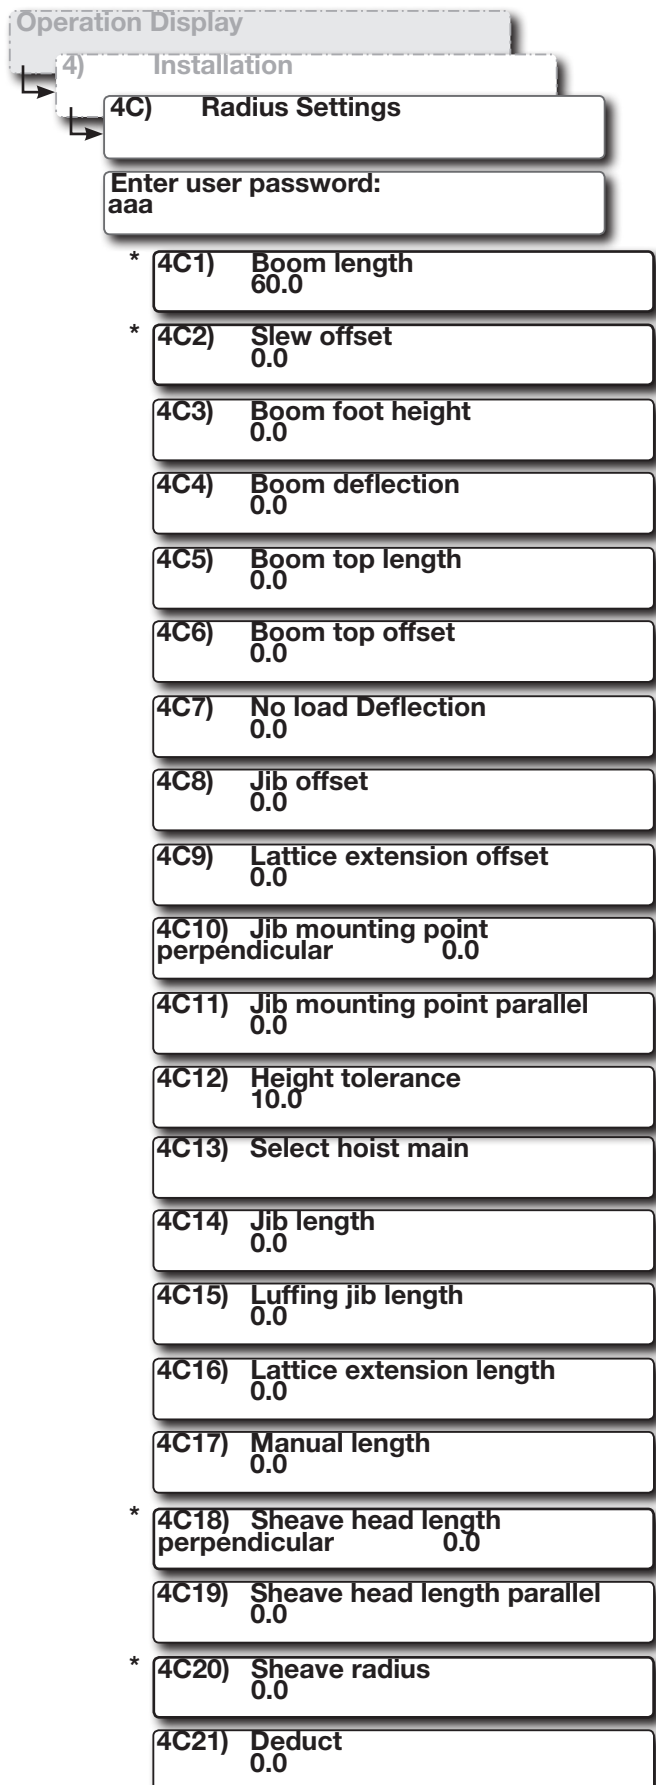 Operation Display
4) Installation
4C) Radius Settings
Enter user password:
aaa
* 4C1) Boom length
60.0
* 4C2) Slew offset
0.0
4C3) Boom foot height
0.0
4C4) Boom deflection
0.0
4C5) Boom top length
0.0
4C6) Boom top offset
0.0
4C7) No load Deflection
0.0
4C8) Jib offset
0.0
4C9) Lattice extension offset
0.0
4C10) Jib mounting point
perpendicular 0.0
4C11) Jib mounting point parallel
0.0
4C12) Height tolerance
10.0
4C13) Select hoist main
4C14) Jib length
0.0
4C15) Luffing jib length
0.0
4C16) Lattice extension length
0.0
4C17) Manual length
0.0
* 4C18) Sheave head length
perpendicular 0.0
4C19) Sheave head length parallel
0.0
* 4C20) Sheave radius
0.0
4C21) Deduct
0.0